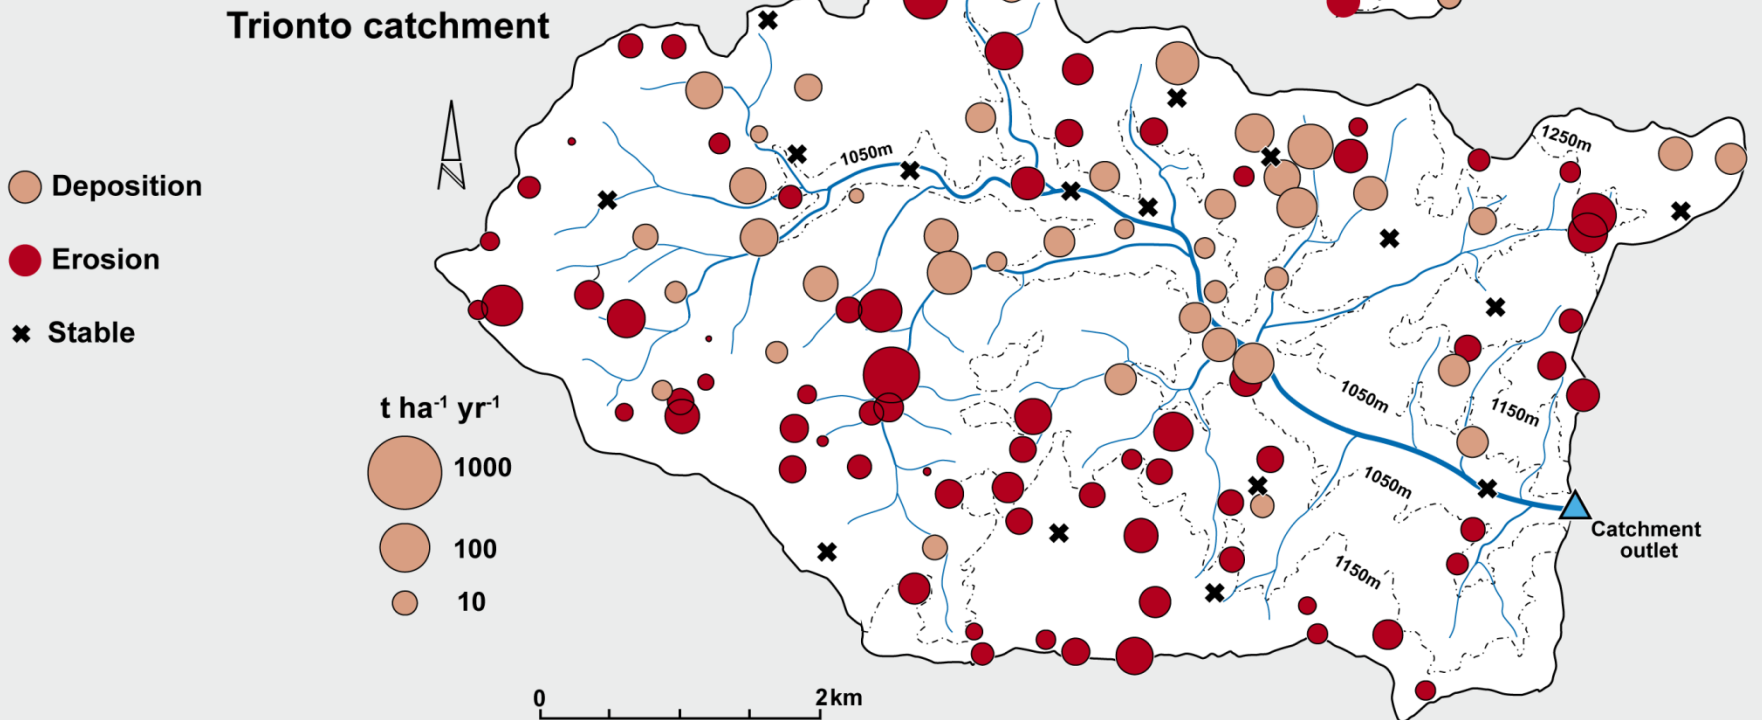 Trionto catchment
Deposition
Erosion
Stable
N
t ha-1 yr-1
1000
100
10
0
2km
1050m
1250m
1050m
1150m
1050m
1150m
Catchment
outlet